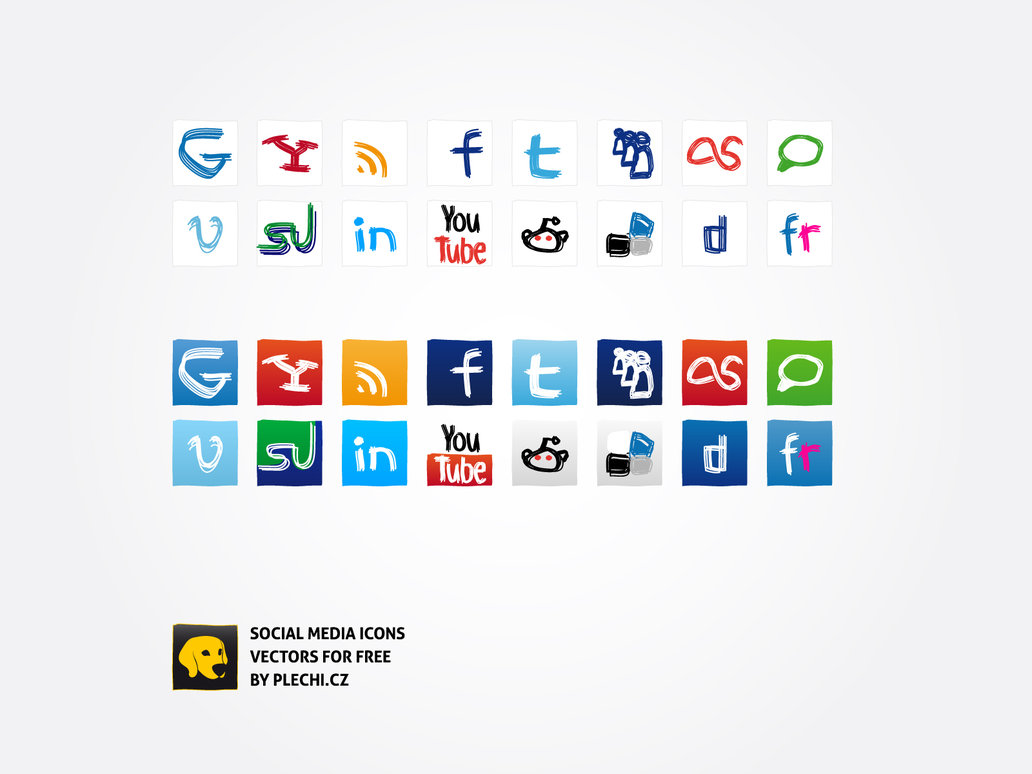 G Y f t as
v su in You Tube d fr
G Y f t as
v su in You Tube d fr
SOCIAL MEDIA ICONS
VECTORS FOR FREE
BY PLECHI.CZ